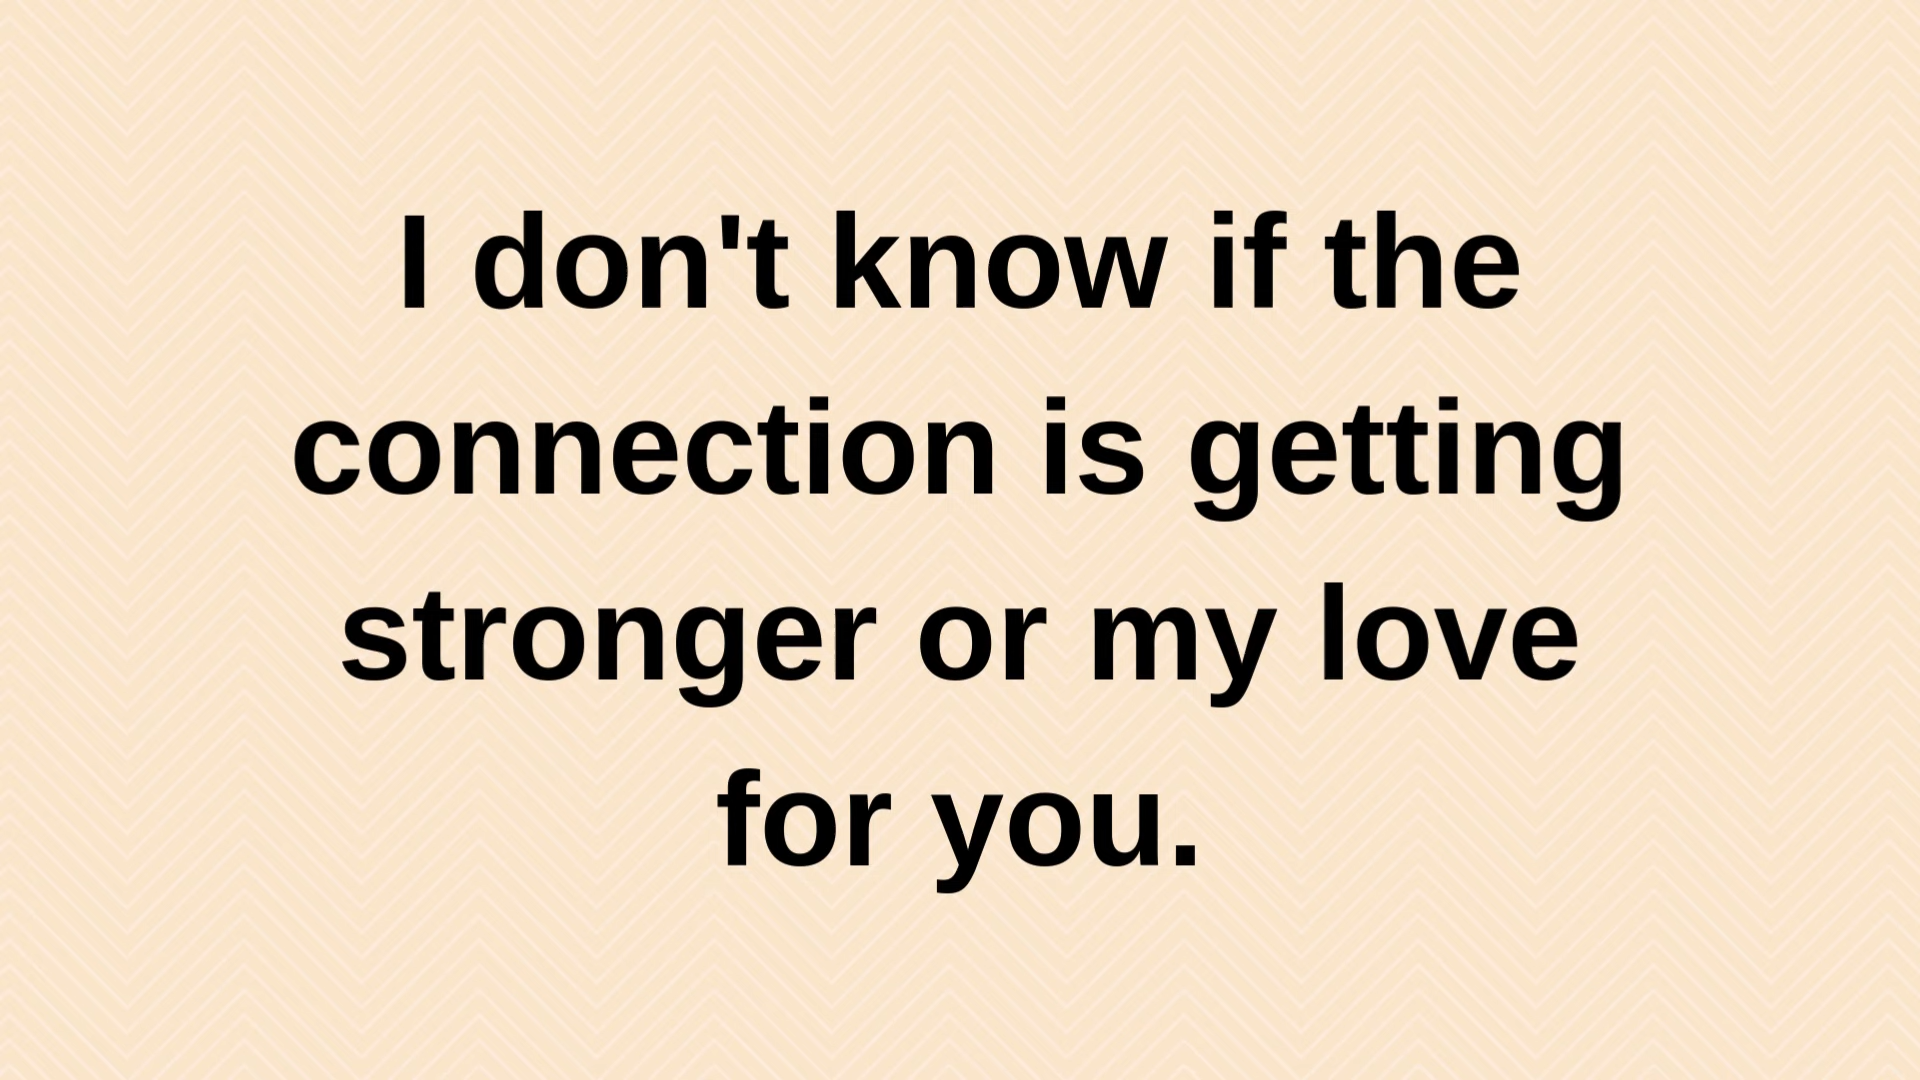 I don't know if the
connection is getting
stronger or my love
for you.